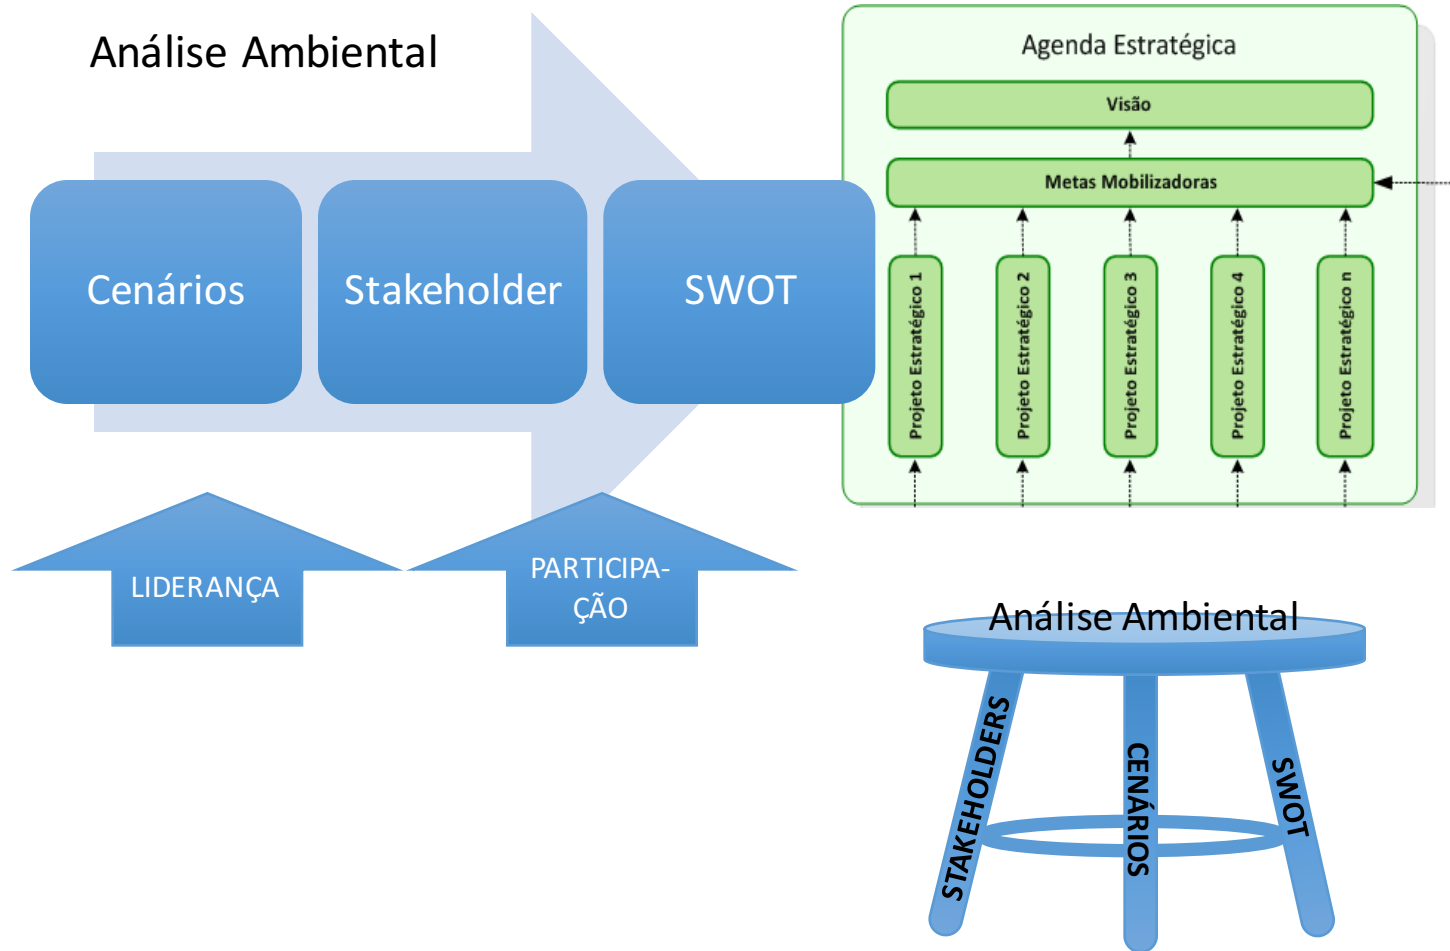 Análise Ambiental
Cenários
Stakeholder
SWOT
LIDERANÇA
PARTICIPA-
ÇÃO
Agenda Estratégica
Visão
Metas Mobilizadoras
Projeto Estratégico 1
Projeto Estratégico 2
Projeto Estratégico 3
Projeto Estratégico 4
Projeto Estratégico n
Análise Ambiental
STAKEHOLDERS
CENÁRIOS
SWOT